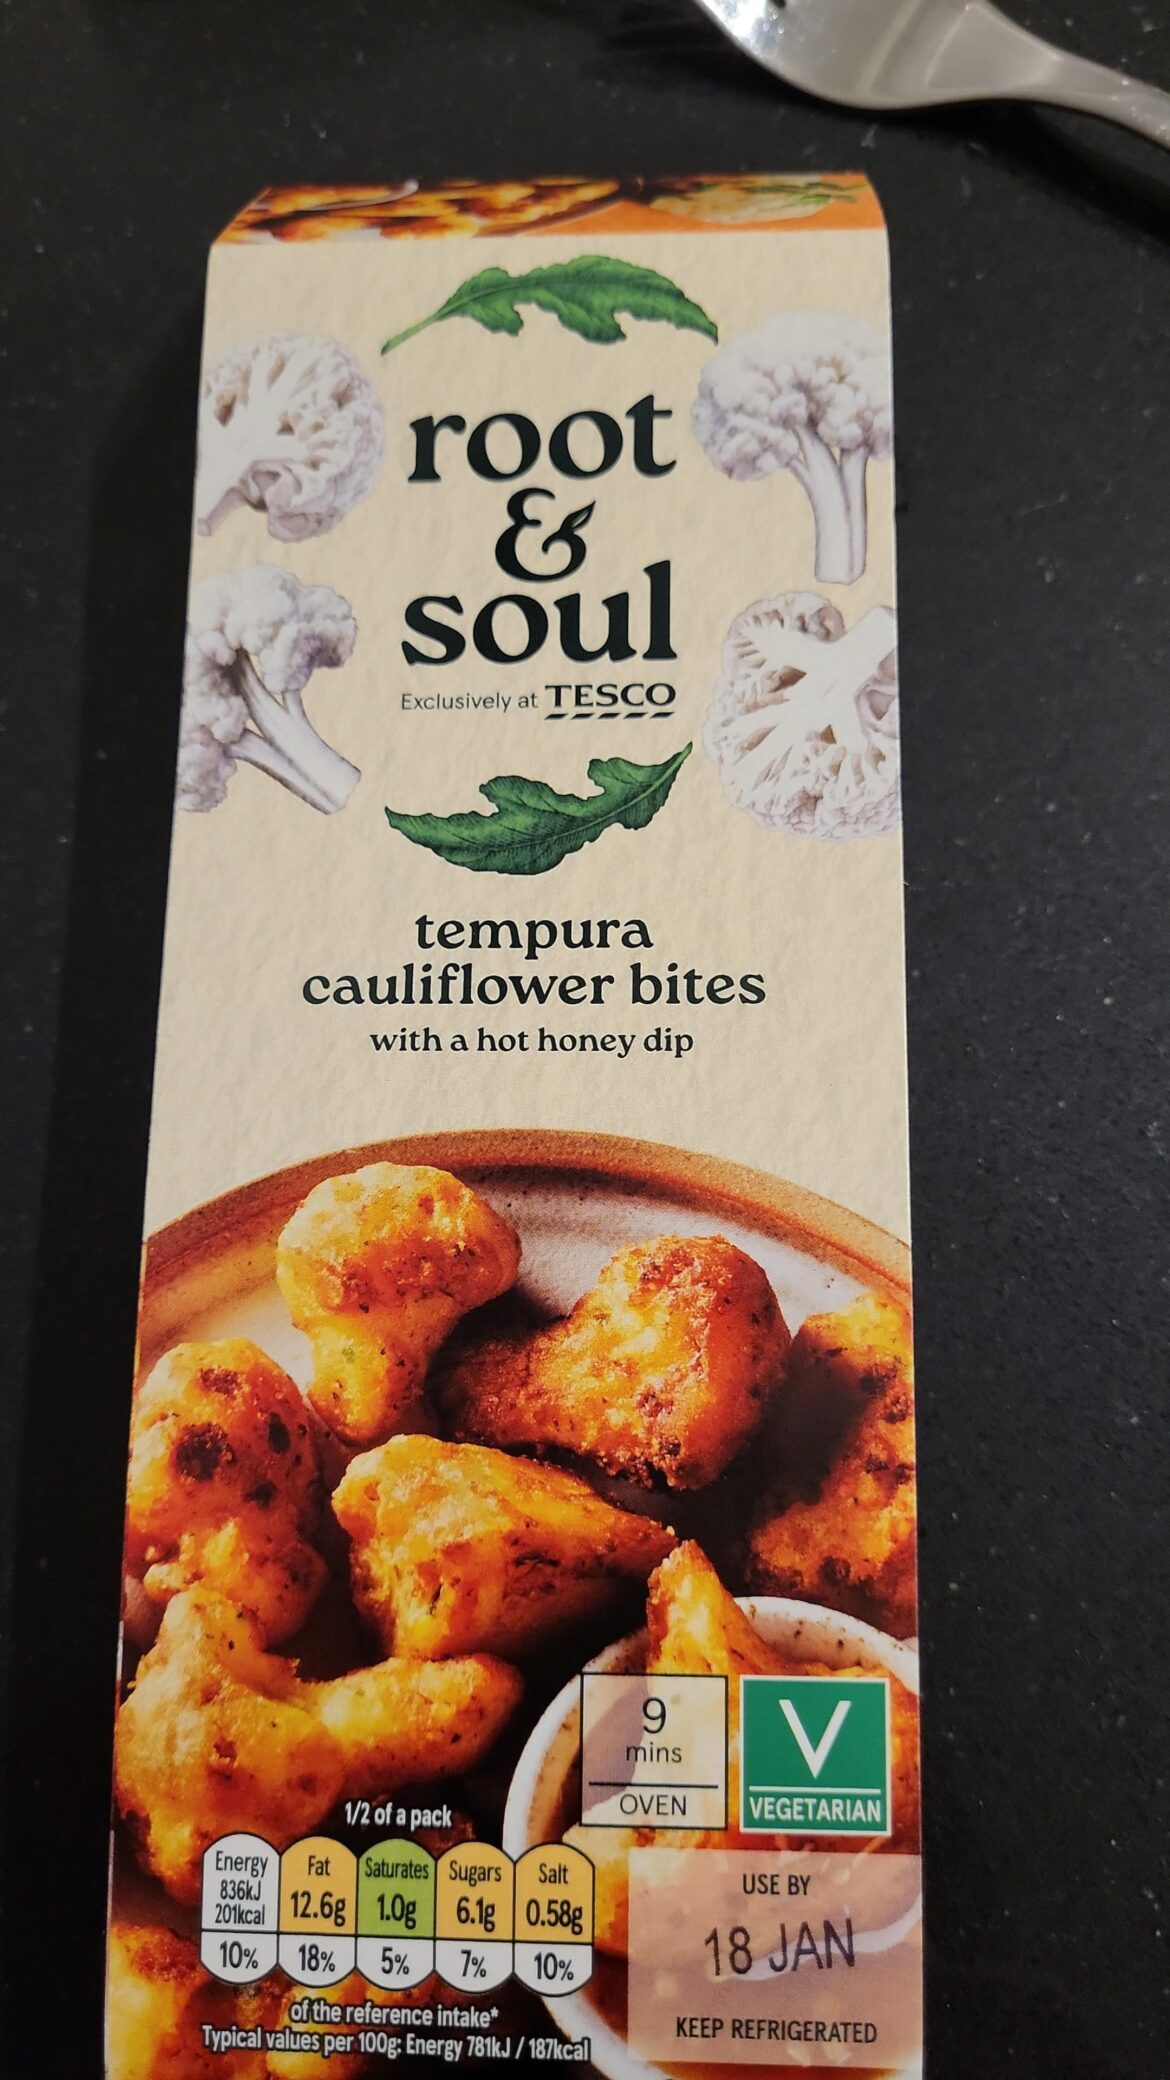 root
&
soul
Exclusively at TESCO
tempura
cauliflower bites
with a hot honey dip
9
mins
OVEN
V
VEGETARIAN
1/2 of a pack
Energy
836kJ
201kcal
10%
Fat
12.6g
18%
Saturates
1.0g
5%
Sugars
6.1g
7%
Salt
0.58g
10%
of the reference intake*
Typical values per 100g: Energy 781kJ / 187kcal
USE BY
18 JAN
KEEP REFRIGERATED